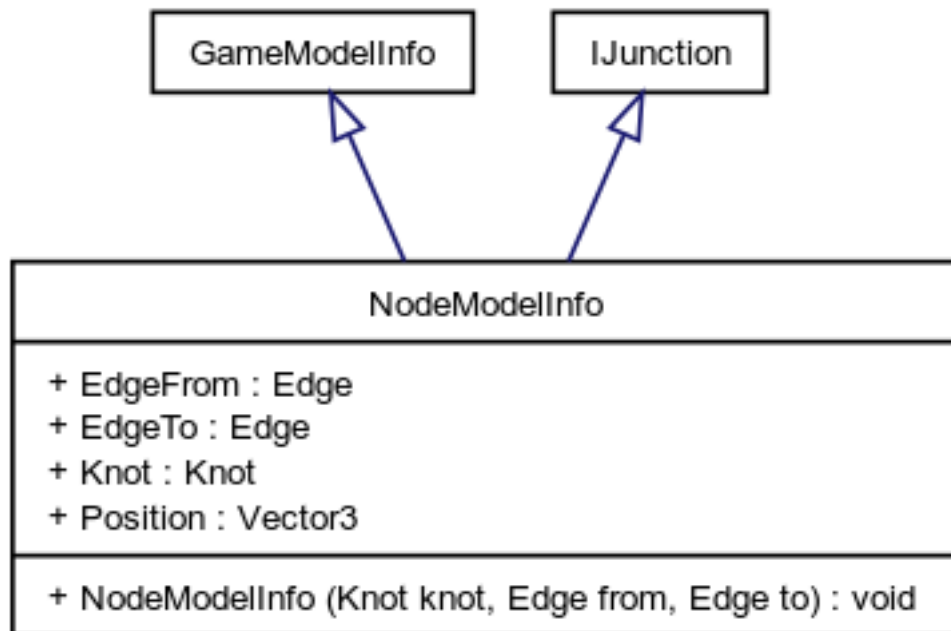 GameModelInfo
IJunction
NodeModelInfo
+ EdgeFrom : Edge
+ EdgeTo : Edge
+ Knot : Knot
+ Position : Vector3
+ NodeModelInfo (Knot knot, Edge from, Edge to) : void